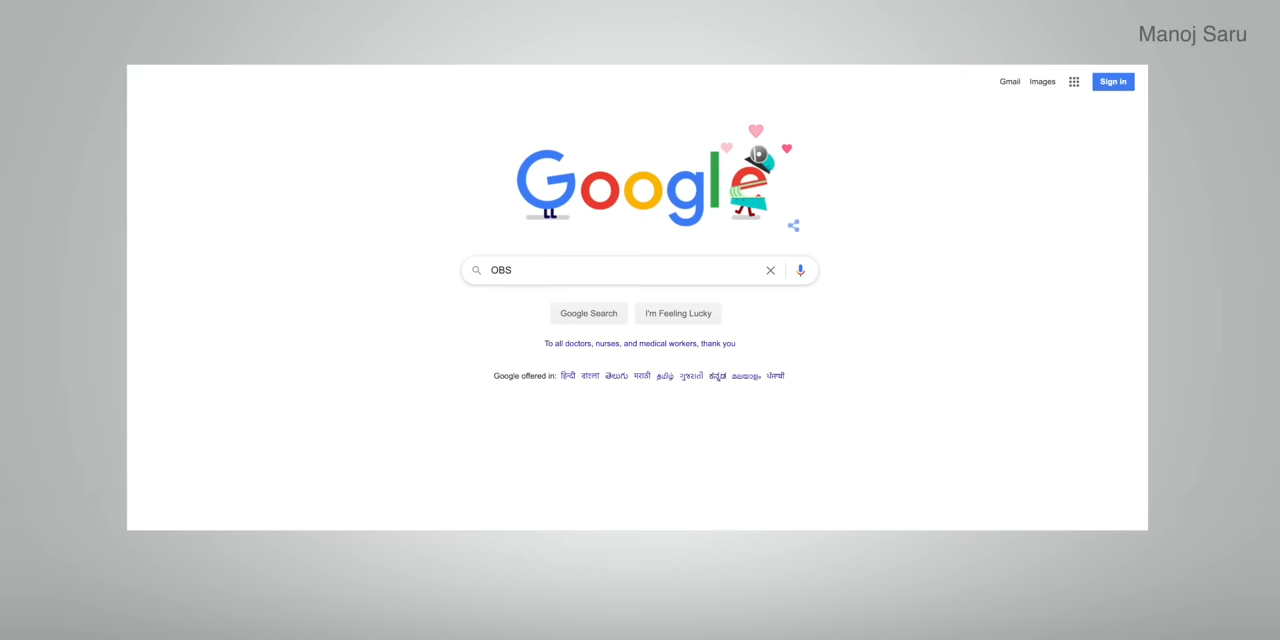 Manoj Saru
Gmail Images Sign in
Google
OBS
Google Search I'm Feeling Lucky
To all doctors, nurses, and medical workers, thank you
Google offered in: हिन्दी বাংলা తెలుగు मराठी தமிழ் ગુજરાતી ಕನ್ನಡ മലയാളം ਪੰਜਾਬੀ